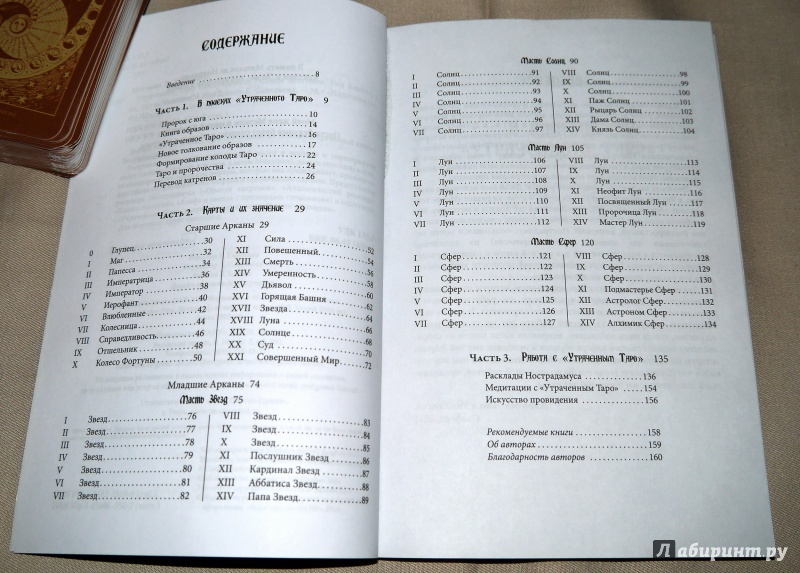 СОДЕРЖАНИЕ
Введение 8
Часть 1. В поисках «Утраченного Таро» 9
Пророк с юга 10
Книга образов 14
«Утраченное Таро» 16
Новое толкование образов 17
Формирование колоды Таро 22
Таро и пророчества 24
Перевод катренов 26
Часть 2. Карты и их значение 29
Старшие Арканы 29
0 Глупец 30
I Маг 32
II Папесса 34
III Императрица 36
IV Император 38
V Иерофант 40
VI Влюбленные 42
VII Колесница 44
VIII Справедливость 46
IX Отшельник 48
X Колесо Фортуны 50
XI Сила 52
XII Повешенный 54
XIII Смерть 56
XIV Умеренность 58
XV Дьявол 60
XVI Горящая Башня 62
XVII Звезда 64
XVIII Луна 66
XIX Солнце 68
XX Суд 70
XXI Совершенный Мир 72
Младшие Арканы 74
Масть Звезд 75
I Звезд 76
II Звезд 77
III Звезд 78
IV Звезд 79
V Звезд 80
VI Звезд 81
VII Звезд 82
VIII Звезд 83
IX Звезд 84
X Звезд 85
XI Послушник Звезд 86
XII Кардинал Звезд 87
XIII Аббатиса Звезд 88
XIV Папа Звезд 89
Масть Солнц 90
I Солнц 91
II Солнц 92
III Солнц 93
IV Солнц 94
V Солнц 95
VI Солнц 96
VII Солнц 97
VIII Солнц 98
IX Солнц 99
X Солнц 100
XI Паж Солнц 101
XII Рыцарь Солнц 102
XIII Дама Солнц 103
XIV Князь Солнц 104
Масть Лун 105
I Лун 106
II Лун 107
III Лун 108
IV Лун 109
V Лун 110
VI Лун 111
VII Лун 112
VIII Лун 113
IX Лун 114
X Лун 115
XI Неофит Лун 116
XII Посвященный Лун 117
XIII Пророчица Лун 118
XIV Мастер Лун 119
Масть Сфер 120
I Сфер 121
II Сфер 122
III Сфер 123
IV Сфер 124
V Сфер 125
VI Сфер 126
VII Сфер 127
VIII Сфер 128
IX Сфер 129
X Сфер 130
XI Подмастерье Сфер 131
XII Астролог Сфер 132
XIII Астроном Сфер 133
XIV Алхимик Сфер 134
Часть 3. Работа с «Утраченным Таро» 135
Расклады Нострадамуса 136
Медитации с "Утраченным Таро" 154
Искусство провидения 156
Рекомендуемые книги 158
Об авторах 159
Благодарность авторов 160
Лабиринт.ру